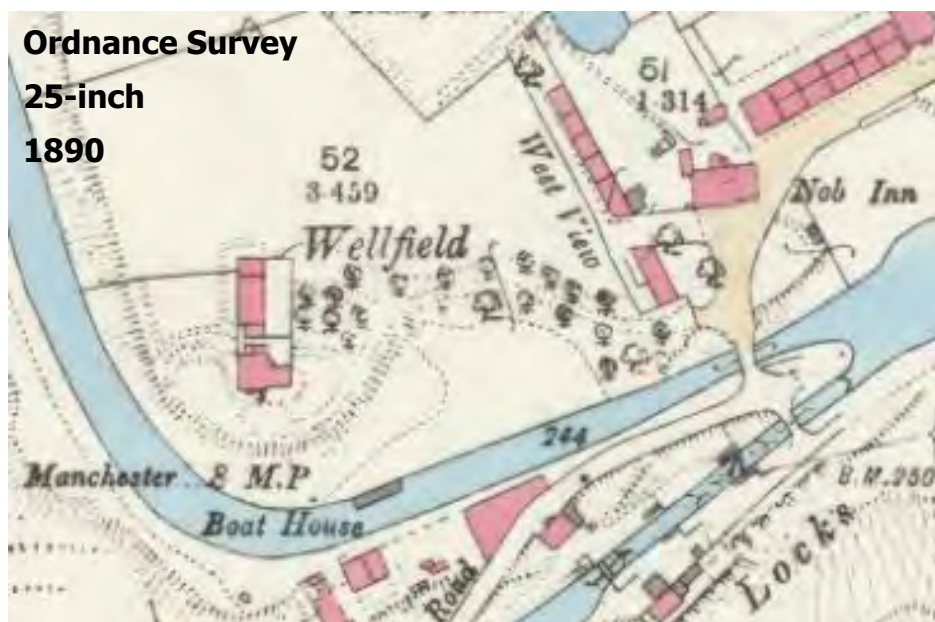 Ordnance Survey
25-inch
1890
51
1·314
52
3·459
West View
Nob Inn
Wellfield
244
Manchester 8 M.P.
B.M.250
Boat House
Road
Locks